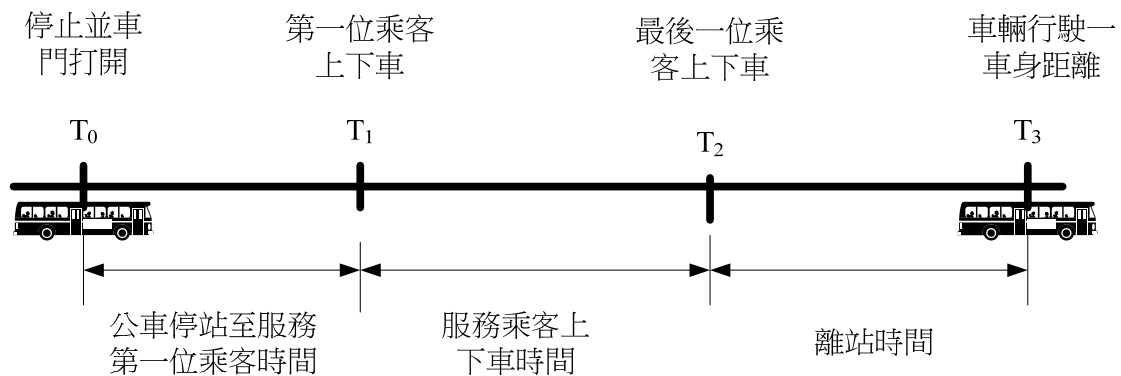 停止並車
門打開
第一位乘客
上下車
最後一位乘
客上下車
車輛行駛一
車身距離
T0
T1
T2
T3
公車停站至服務
第一位乘客時間
服務乘客上
下車時間
離站時間